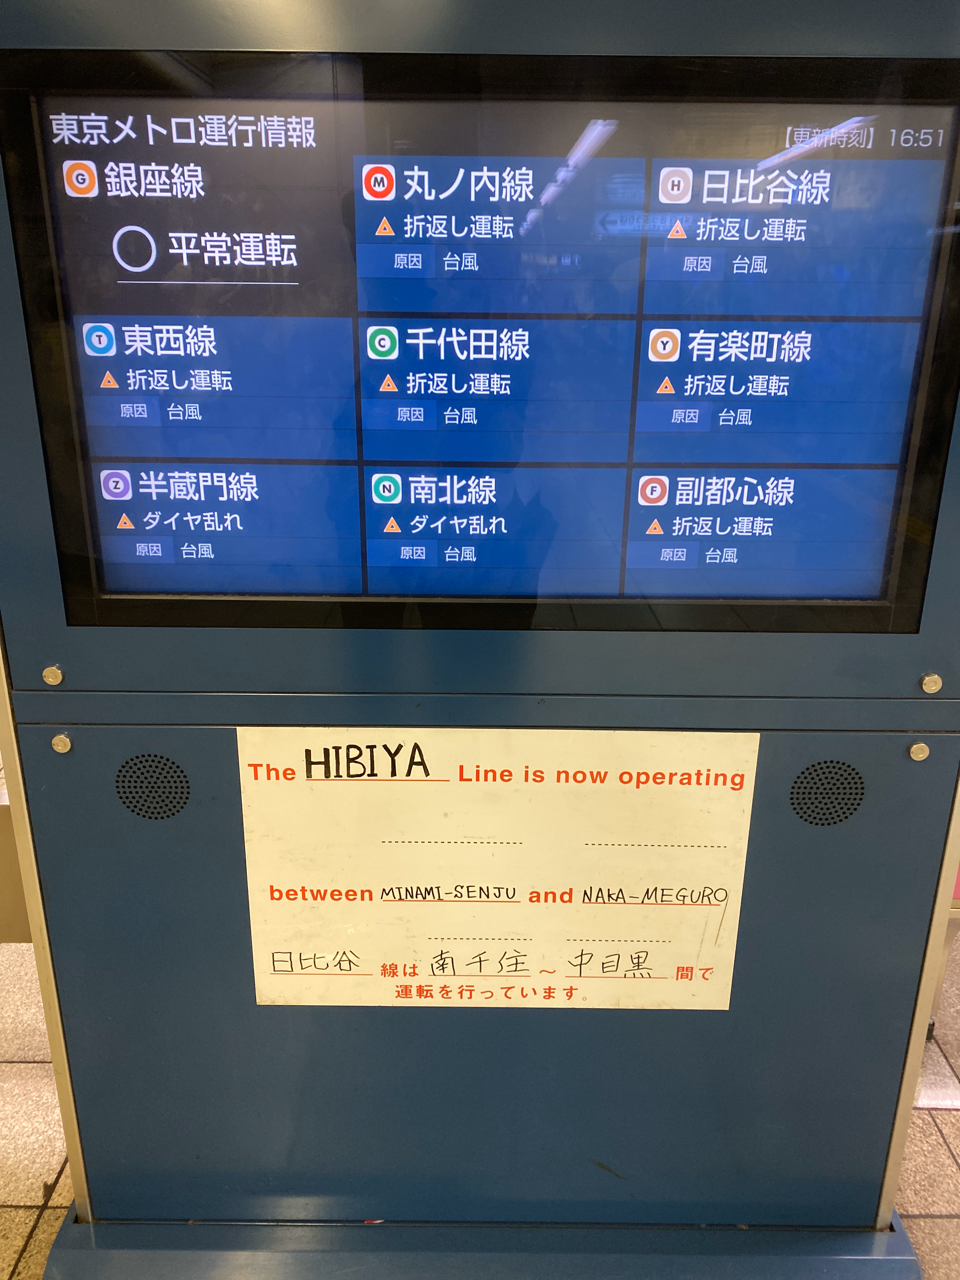 東京メトロ運行情報
【更新時刻】 16:51
G 銀座線
平常運転
M 丸ノ内線
折返し運転
原因 台風
H 日比谷線
折返し運転
原因 台風
T 東西線
折返し運転
原因 台風
C 千代田線
折返し運転
原因 台風
Y 有楽町線
折返し運転
原因 台風
Z 半蔵門線
ダイヤ乱れ
原因 台風
N 南北線
ダイヤ乱れ
原因 台風
F 副都心線
折返し運転
原因 台風
The HIBIYA Line is now operating
between MINAMI-SENJU and NAKA-MEGURO
日比谷 線は 南千住 ～ 中目黒 間で
運転を行っています。